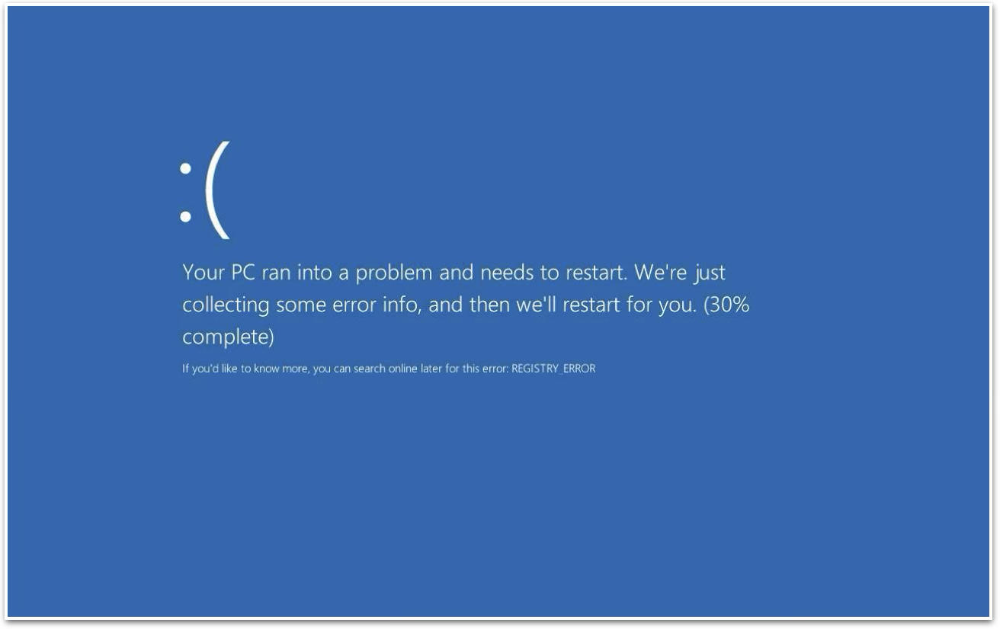 :(
Your PC ran into a problem and needs to restart. We're just
collecting some error info, and then we'll restart for you. (30%
complete)
If you'd like to know more, you can search online later for this error: REGISTRY_ERROR